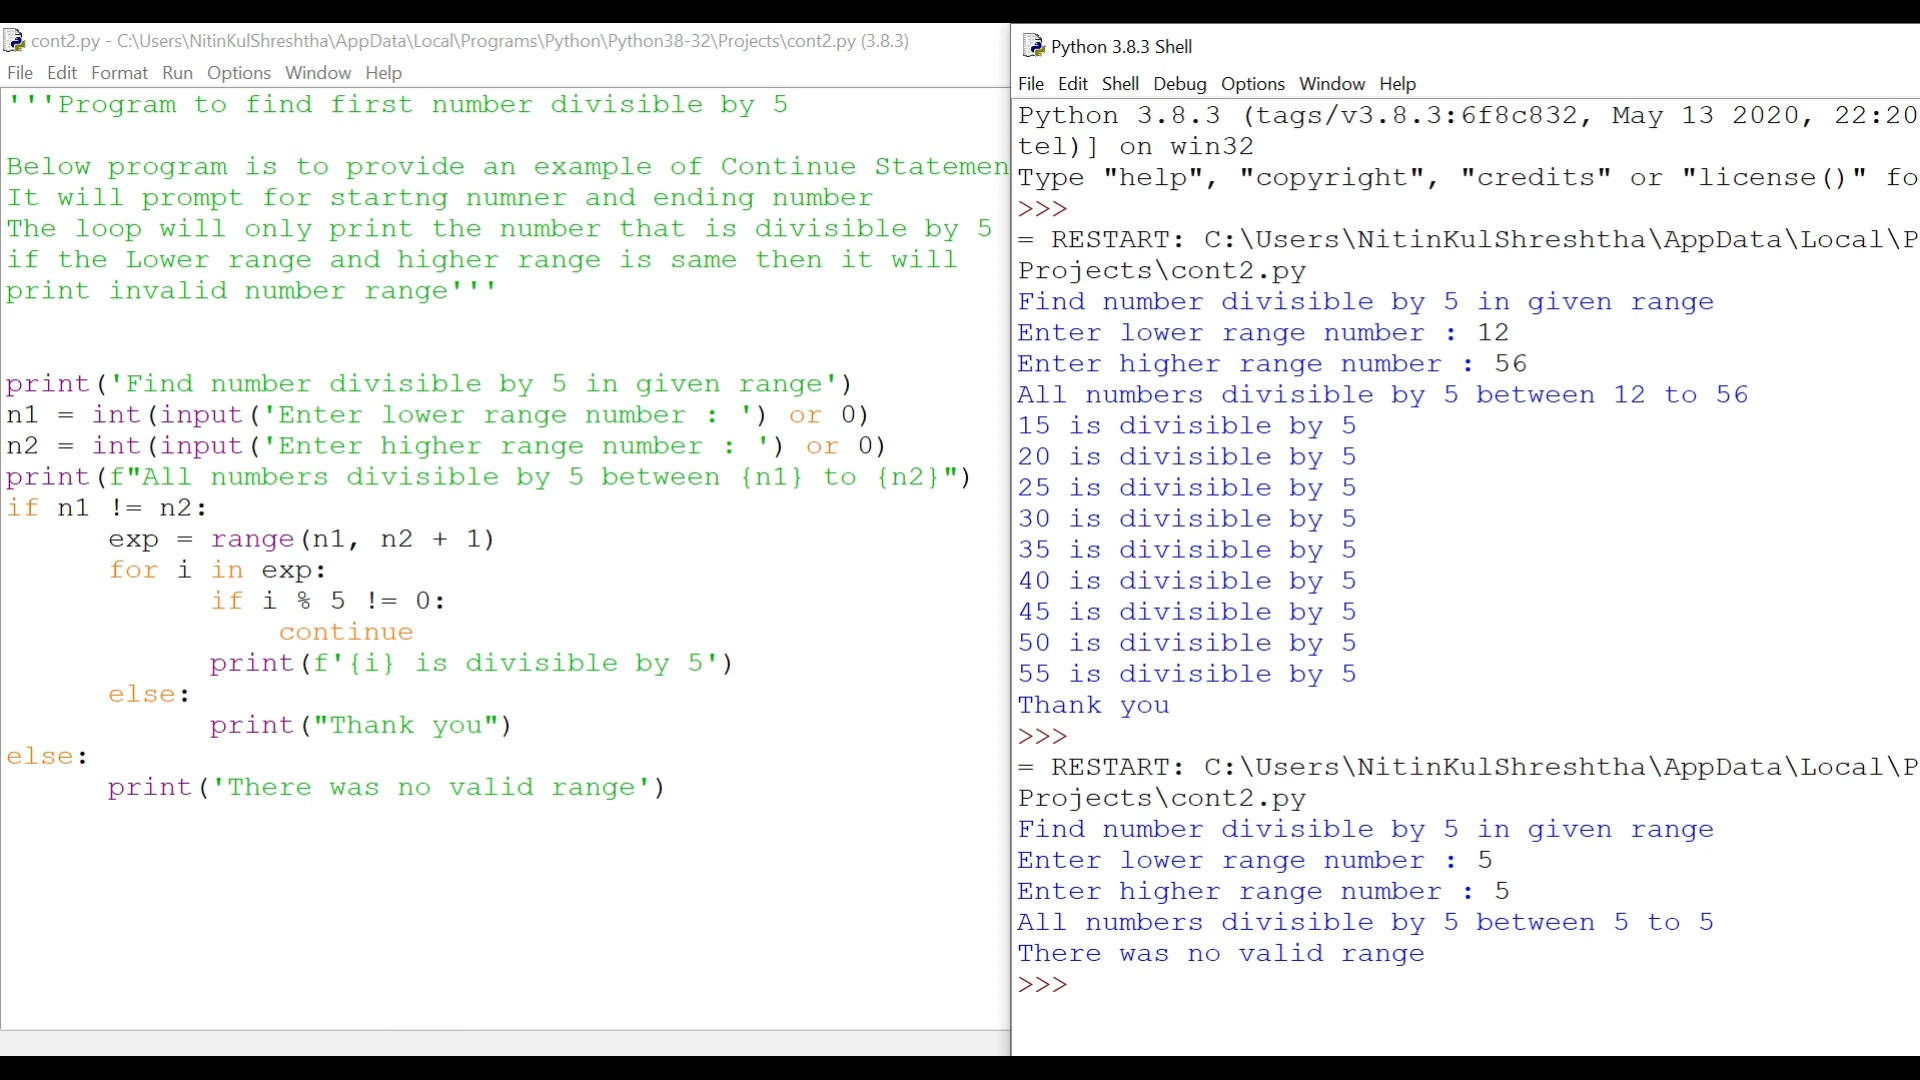 cont2.py - C:\Users\NitinKulShreshtha\AppData\Local\Programs\Python\Python38-32\Projects\cont2.py (3.8.3)
File Edit Format Run Options Window Help
'''Program to find first number divisible by 5
Below program is to provide an example of Continue Statemen
It will prompt for startng numner and ending number
The loop will only print the number that is divisible by 5
if the Lower range and higher range is same then it will
print invalid number range'''
print('Find number divisible by 5 in given range')
n1 = int(input('Enter lower range number : ') or 0)
n2 = int(input('Enter higher range number : ') or 0)
print(f"All numbers divisible by 5 between {n1} to {n2}")
if n1 != n2:
exp = range(n1, n2 + 1)
for i in exp:
if i % 5 != 0:
continue
print(f'{i} is divisible by 5')
else:
print("Thank you")
else:
print('There was no valid range')
Python 3.8.3 Shell
File Edit Shell Debug Options Window Help
Python 3.8.3 (tags/v3.8.3:6f8c832, May 13 2020, 22:20
tel)] on win32
Type "help", "copyright", "credits" or "license()" fo
>>>
= RESTART: C:\Users\NitinKulShreshtha\AppData\Local\P
Projects\cont2.py
Find number divisible by 5 in given range
Enter lower range number : 12
Enter higher range number : 56
All numbers divisible by 5 between 12 to 56
15 is divisible by 5
20 is divisible by 5
25 is divisible by 5
30 is divisible by 5
35 is divisible by 5
40 is divisible by 5
45 is divisible by 5
50 is divisible by 5
55 is divisible by 5
Thank you
>>>
= RESTART: C:\Users\NitinKulShreshtha\AppData\Local\P
Projects\cont2.py
Find number divisible by 5 in given range
Enter lower range number : 5
Enter higher range number : 5
All numbers divisible by 5 between 5 to 5
There was no valid range
>>>